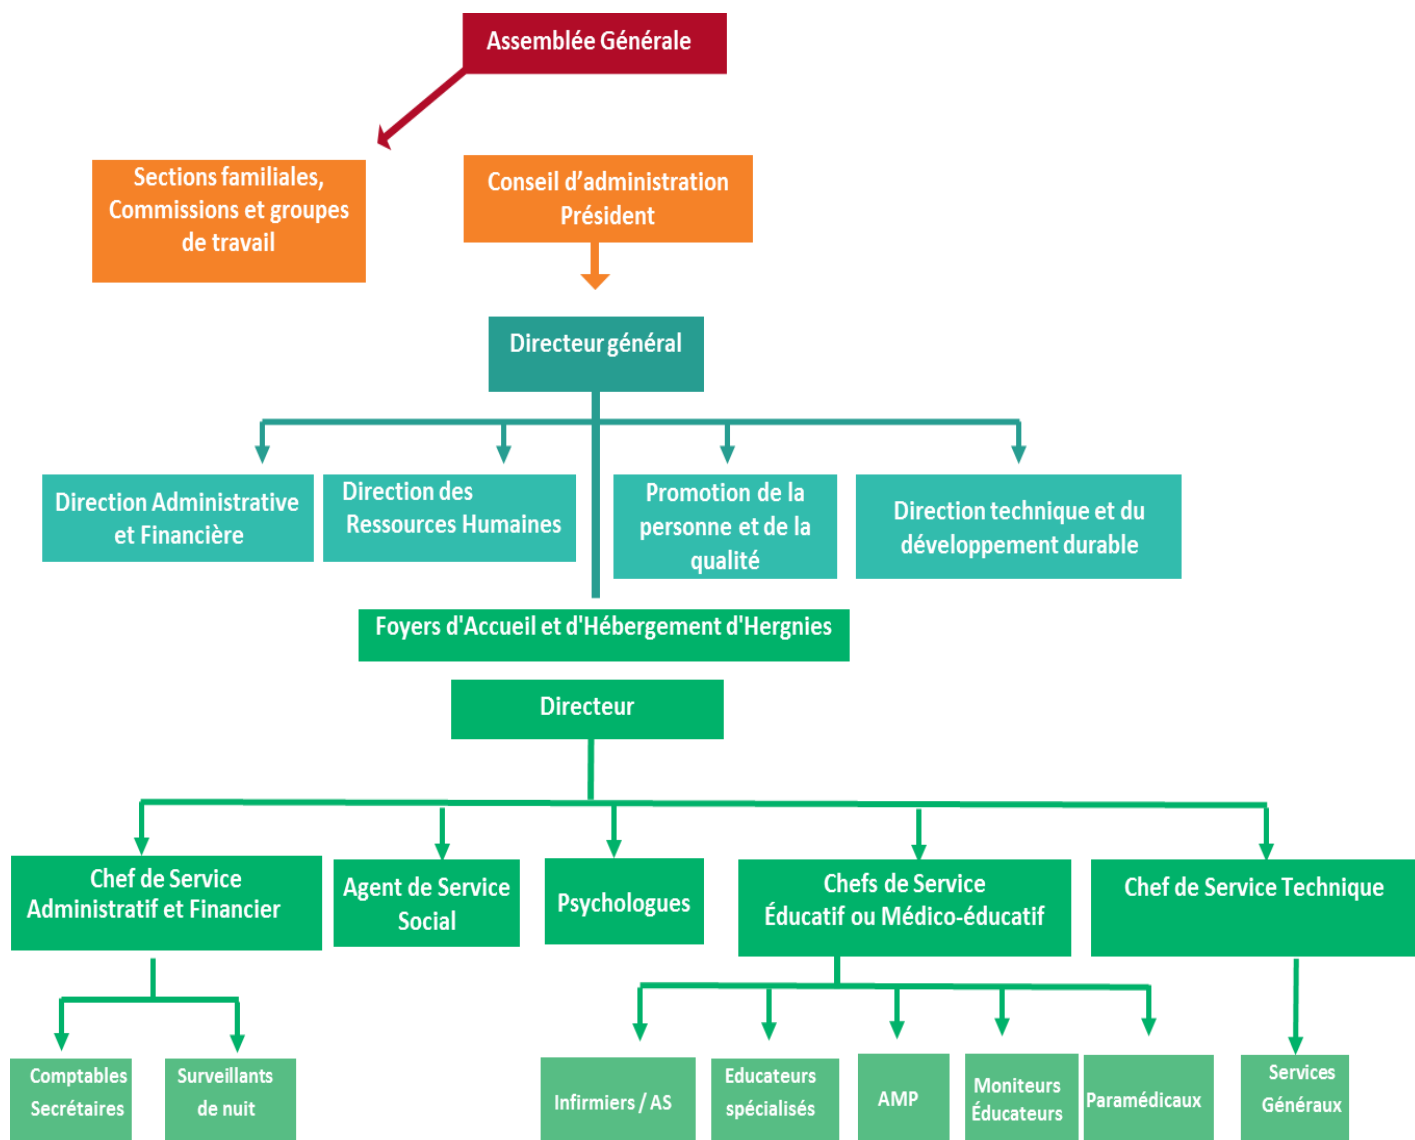 Assemblée Générale
Sections familiales,
Commissions et groupes
de travail
Conseil d’administration
Président
Directeur général
Direction Administrative
et Financière
Direction des
Ressources Humaines
Promotion de la
personne et de la
qualité
Direction technique et du
développement durable
Foyers d'Accueil et d'Hébergement d'Hergnies
Directeur
Chef de Service
Administratif et Financier
Agent de Service
Social
Psychologues
Chefs de Service
Éducatif ou Médico-éducatif
Chef de Service Technique
Comptables
Secrétaires
Surveillants
de nuit
Infirmiers / AS
Educateurs
spécialisés
AMP
Moniteurs
Éducateurs
Paramédicaux
Services
Généraux